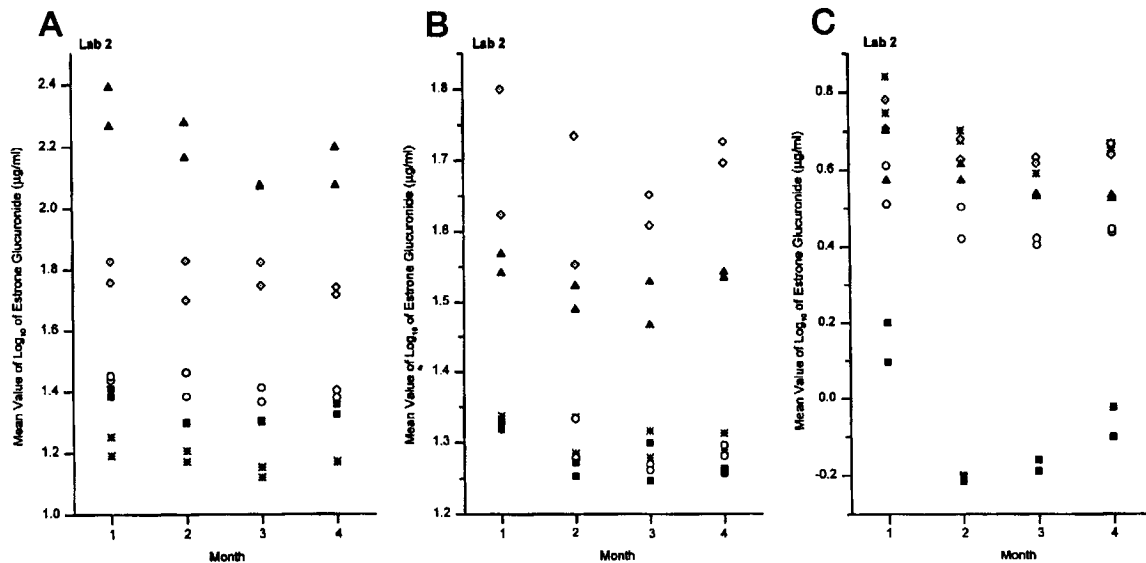 A
Lab 2
2.4
2.2
2.0
1.8
1.6
1.4
1.2
1.0
1
2
3
4
Month
Mean Value of Log₁₀ of Estrone Glucuronide (µg/ml)
B
Lab 2
1.8
1.7
1.6
1.5
1.4
1.3
1.2
1
2
3
4
Month
Mean Value of Log₁₀ of Estrone Glucuronide (µg/ml)
C
Lab 2
0.8
0.6
0.4
0.2
0.0
-0.2
1
2
3
4
Month
Mean Value of Log₁₀ of Estrone Glucuronide (µg/ml)